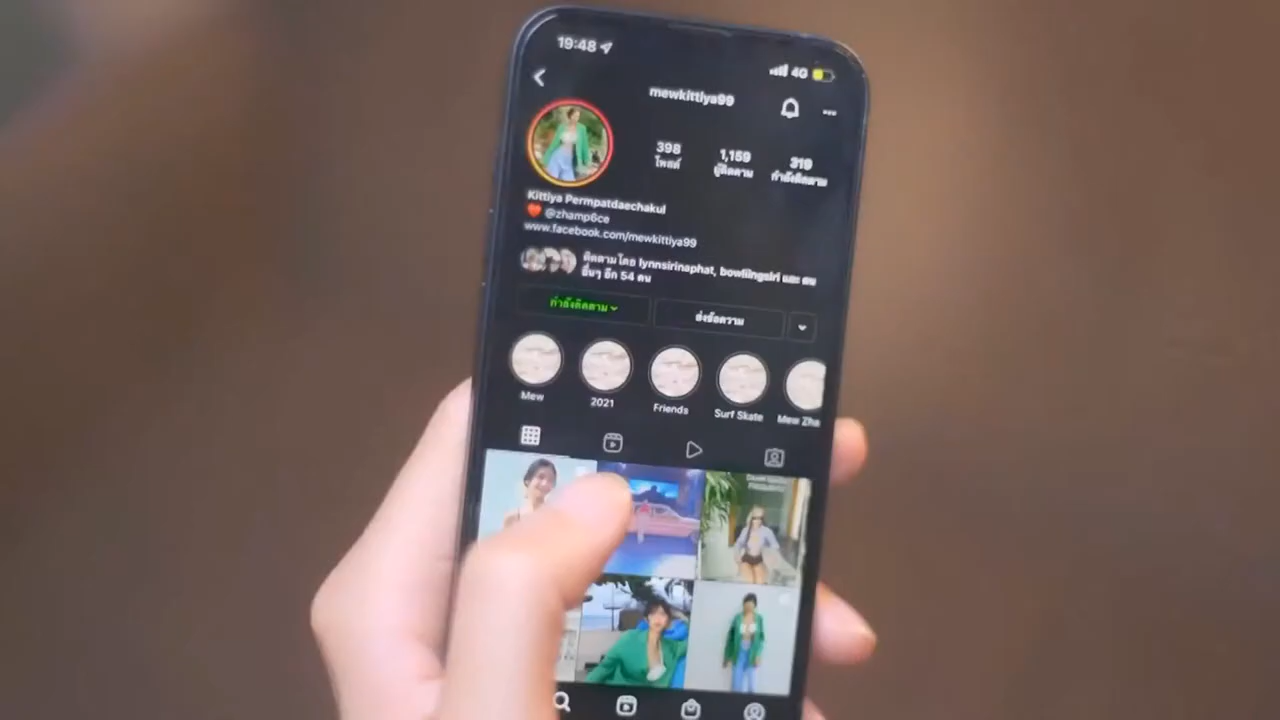 19:48
4G
mewkittiya99
398
โพสต์
1,159
ผู้ติดตาม
319
กำลังติดตาม
Kittiya Permpatdaechakul
❤️ @zhamp6ce
www.facebook.com/mewkittiya99
ติดตามโดย lynnsirinaphat, bowlingsiri และ คน
อื่นๆ อีก 54 คน
กำลังติดตาม
ส่งข้อความ
Mew
2021
Friends
Surf Skate
Mew Zha